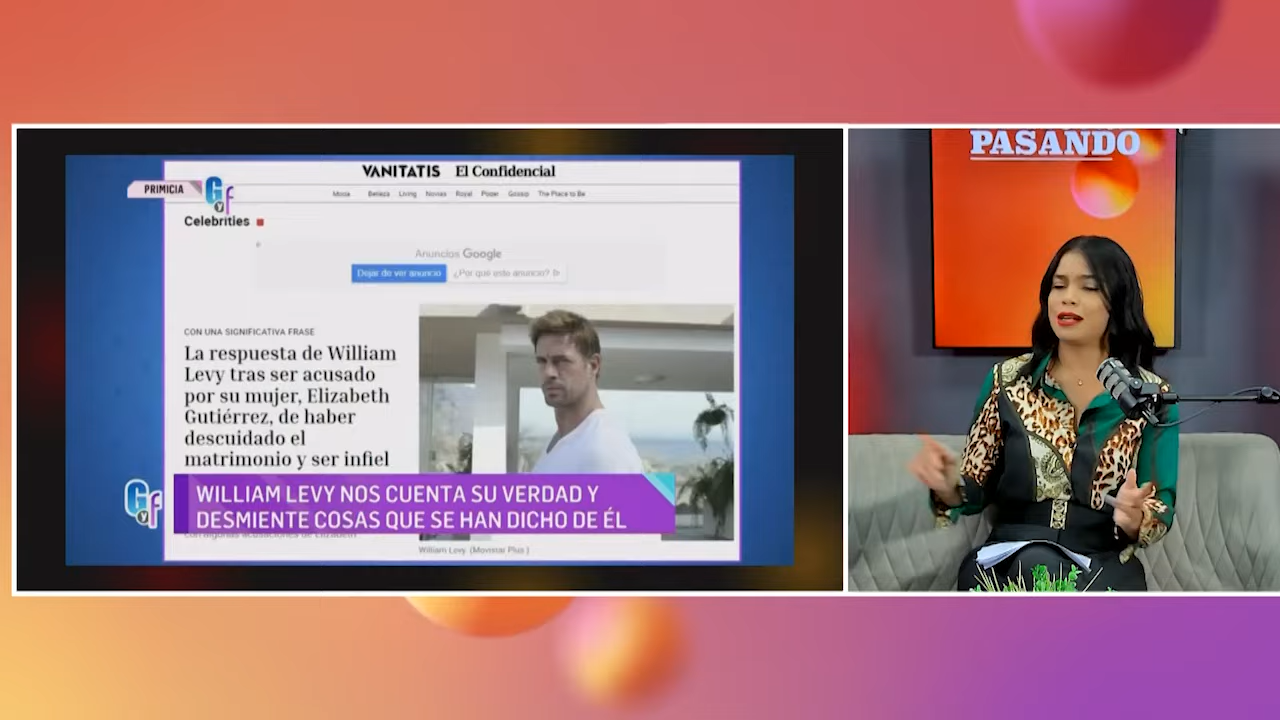 VANITATIS El Confidencial
Moda Belleza Living Novias Royal Poder Gossip The Place to Be
PRIMICIA
G y f
Celebrities
Anuncios Google
Dejar de ver anuncio ¿Por qué este anuncio?
CON UNA SIGNIFICATIVA FRASE
La respuesta de William
Levy tras ser acusado
por su mujer, Elizabeth
Gutiérrez, de haber
descuidado el
matrimonio y ser infiel
G y f
WILLIAM LEVY NOS CUENTA SU VERDAD Y
DESMIENTE COSAS QUE SE HAN DICHO DE ÉL
William Levy. (Movistar Plus )
PASANDO